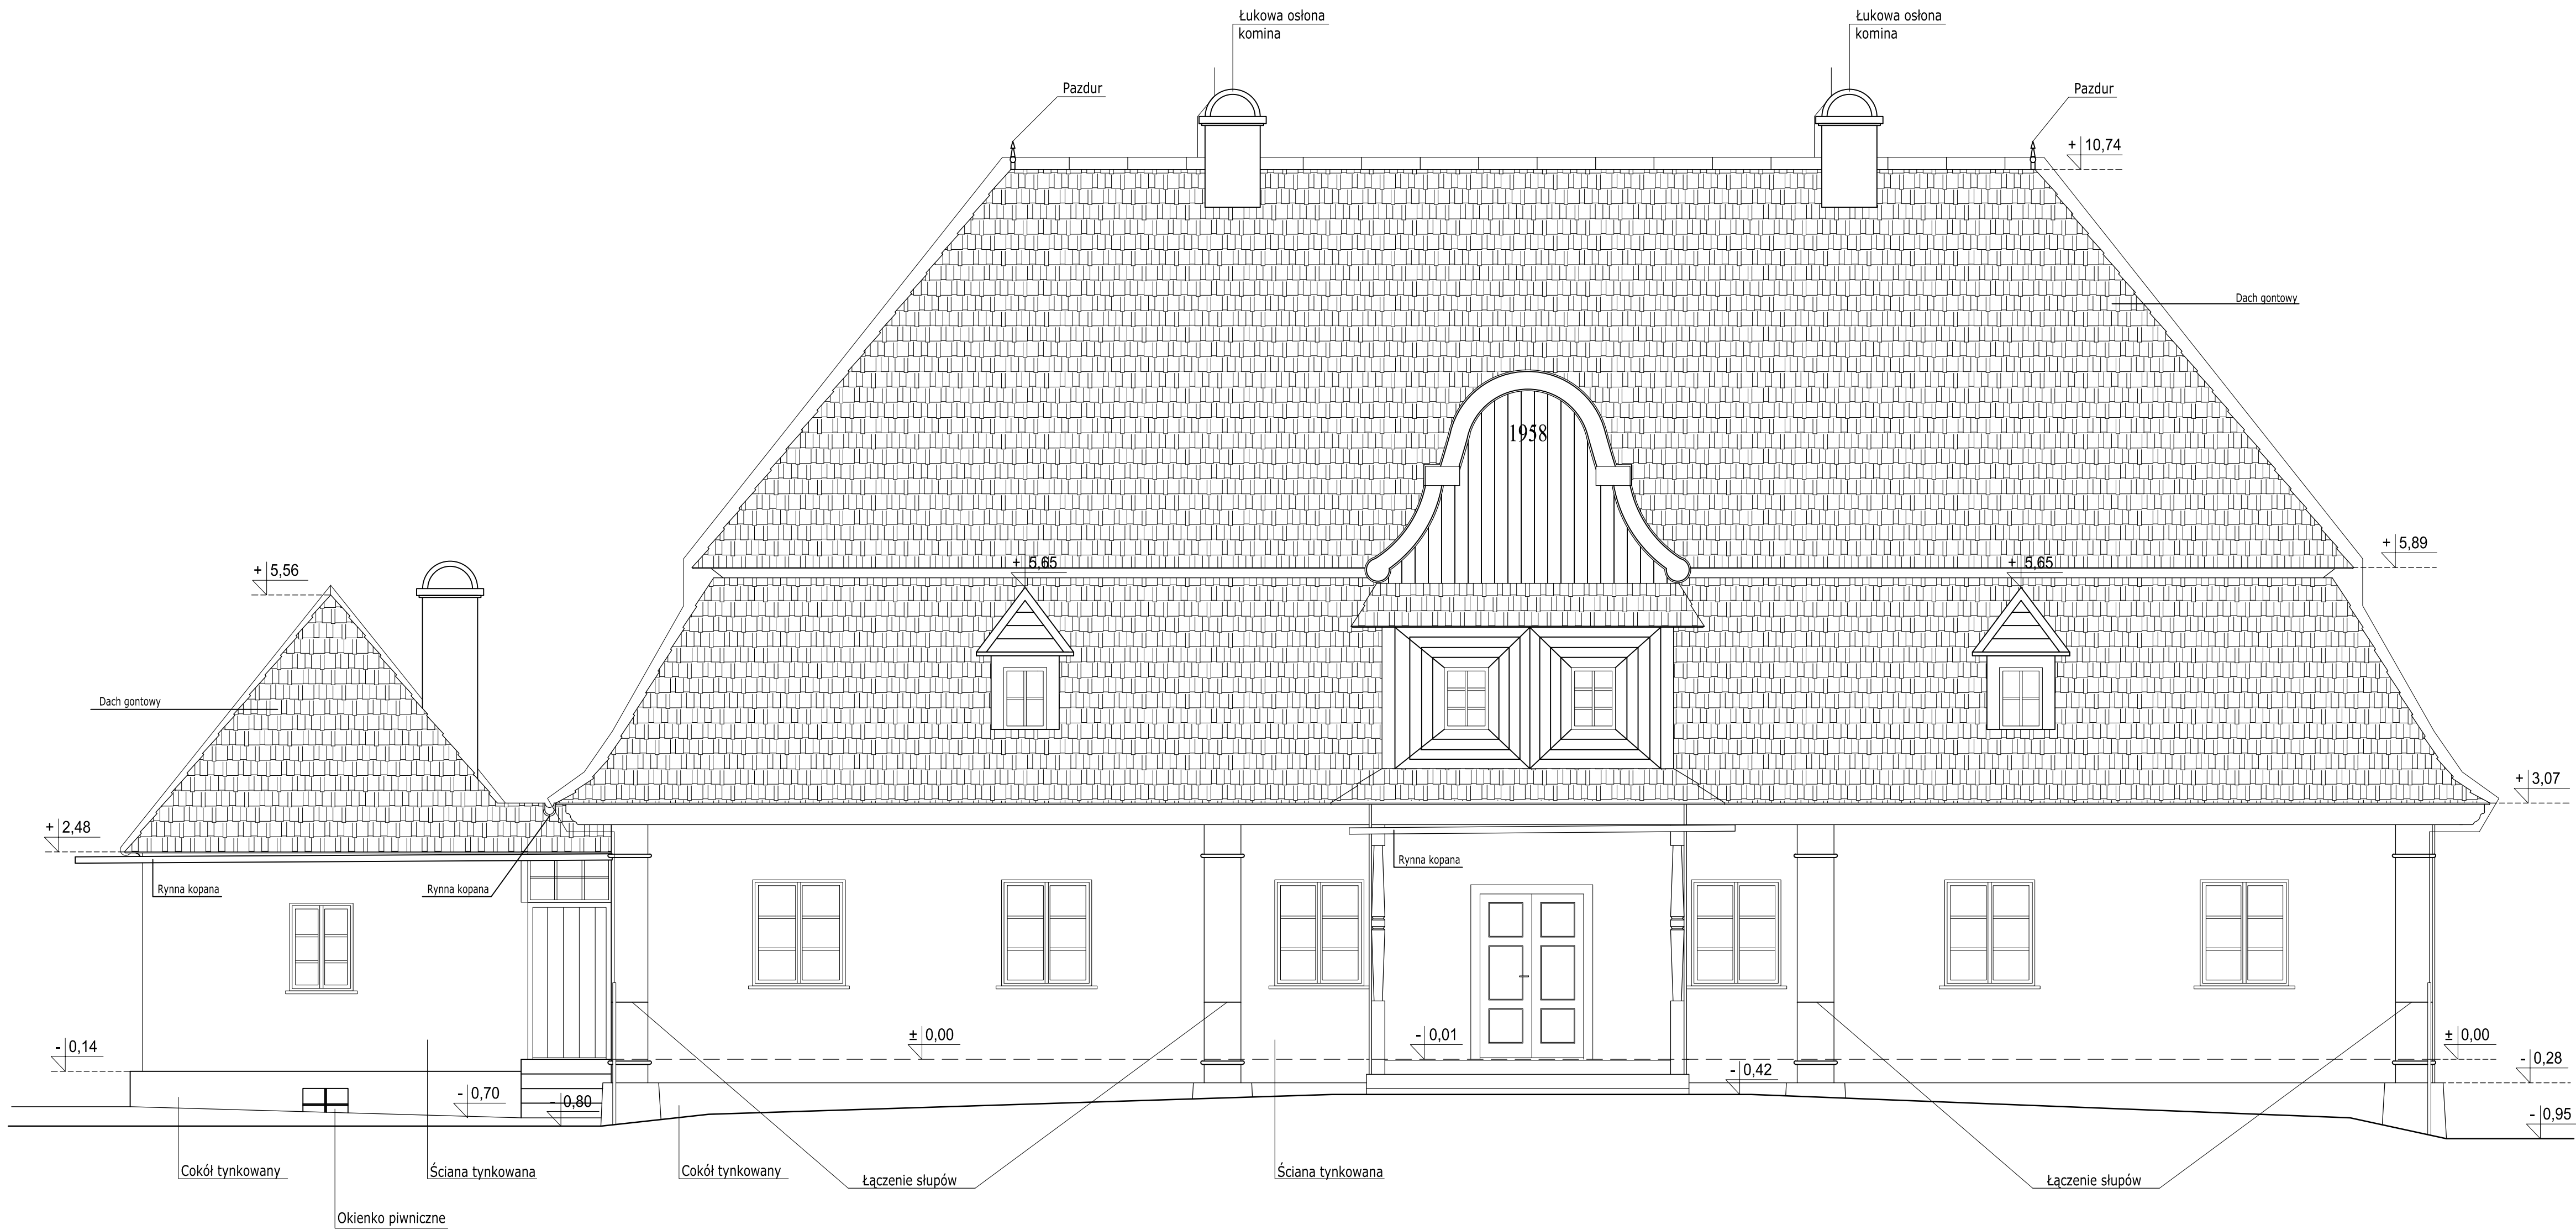 Łukowa osłona
komina
Łukowa osłona
komina
Pazdur
Pazdur
+ 10,74
Dach gontowy
1958
+ 5,89
+ 5,56
+ 5,65
+ 5,65
Dach gontowy
+ 3,07
+ 2,48
Rynna kopana
Rynna kopana
Rynna kopana
± 0,00
- 0,01
± 0,00
- 0,14
- 0,28
- 0,42
- 0,70
- 0,80
- 0,95
Cokół tynkowany
Ściana tynkowana
Cokół tynkowany
Łączenie słupów
Ściana tynkowana
Łączenie słupów
Okienko piwniczne